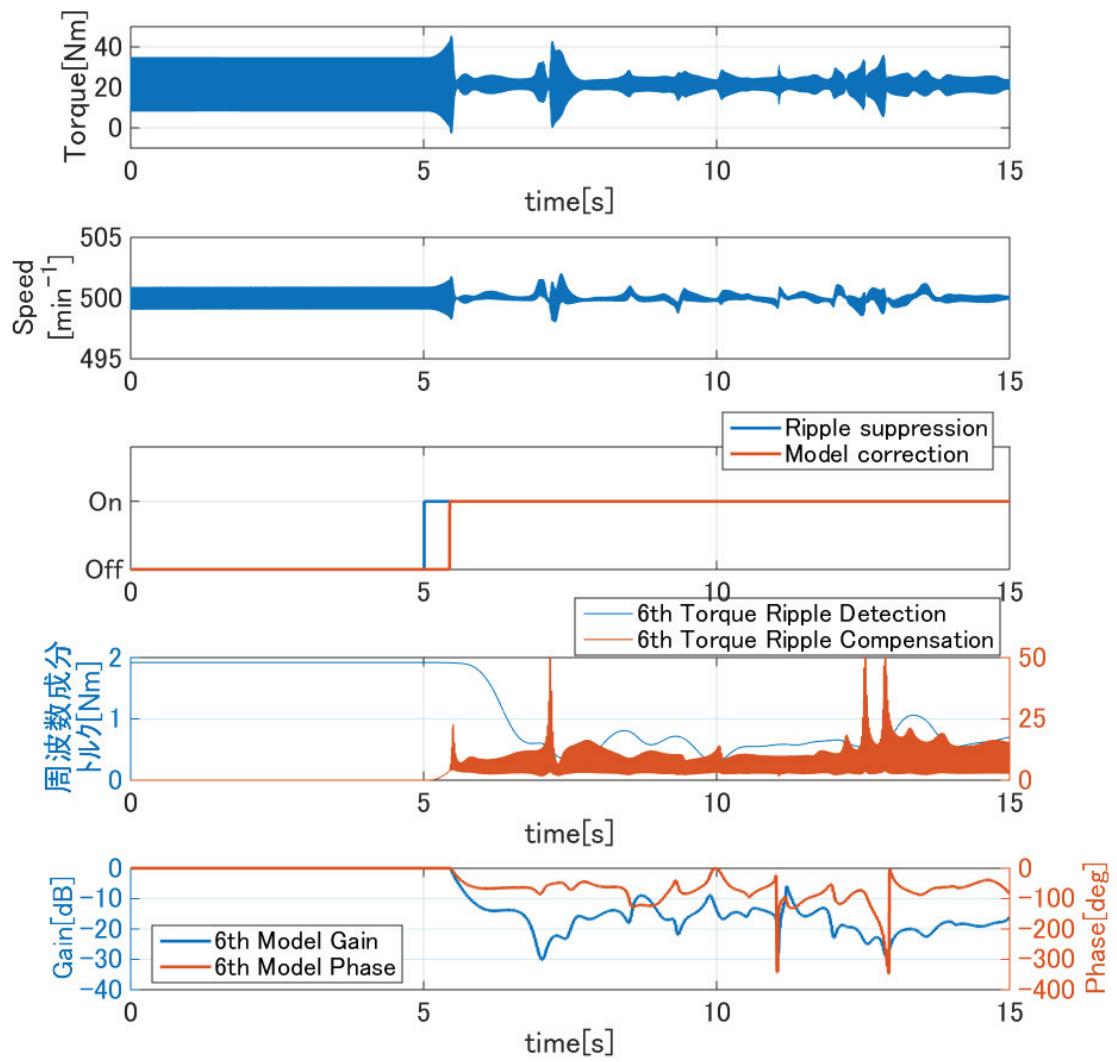 Torque[Nm]
40
20
0
0 5 10 15
time[s]
Speed
[min⁻¹]
505
500
495
0 5 10 15
Ripple suppression
Model correction
On
Off
0 5 10 15
6th Torque Ripple Detection
6th Torque Ripple Compensation
周波数成分
トルク[Nm]
2 50
1 25
0 0
0 5 10 15
time[s]
Gain[dB]
Phase[deg]
0 0
-10 -100
-20 -200
-30 -300
-40 -400
6th Model Gain
6th Model Phase
0 5 10 15
time[s]